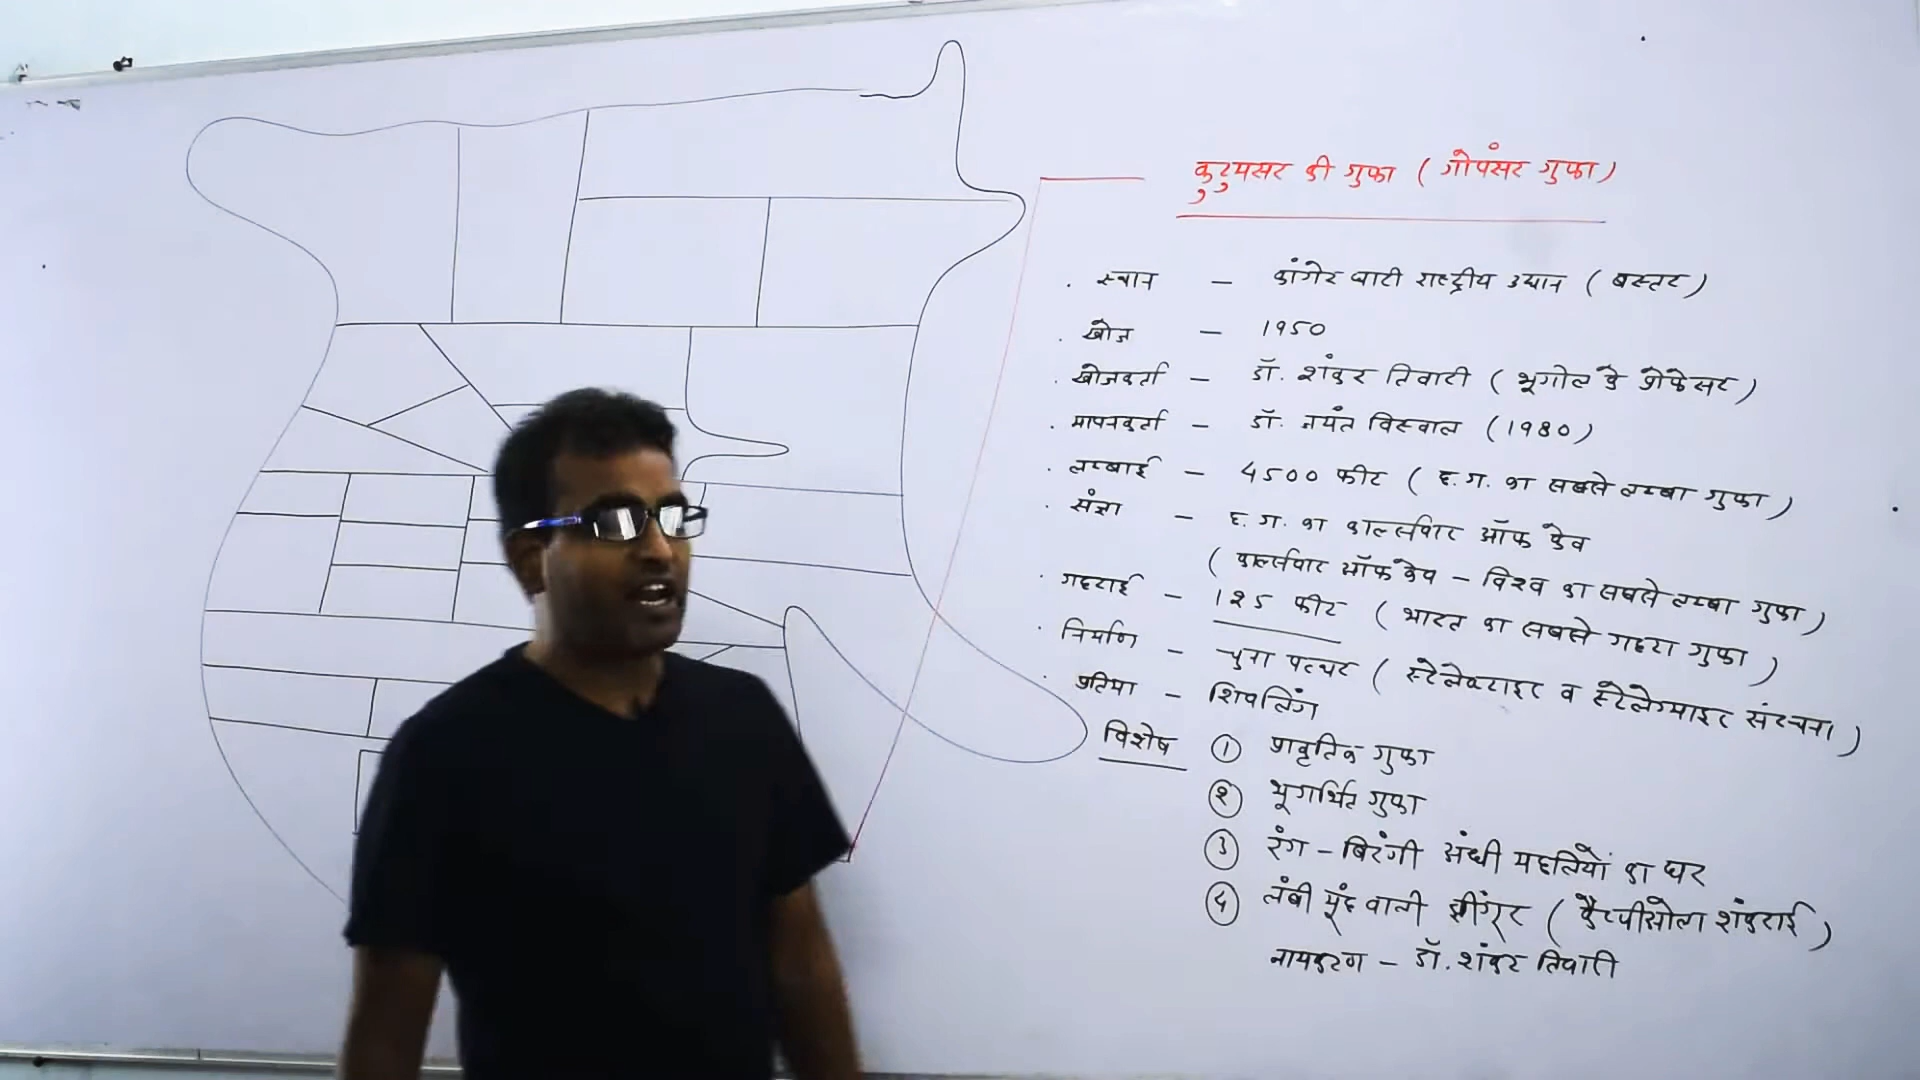 कुटुमसर की गुफा ( गोपंसर गुफा )
. स्थान – कांगेर घाटी राष्ट्रीय उद्यान ( बस्तर )
. खोज – 1950
. खोजकर्ता – डॉ. शंकर तिवारी ( भूगोल के प्रोफेसर )
. मापनकर्ता – डॉ. जयंत विस्वाल ( 1980 )
. लम्बाई – 4500 फीट ( छ.ग. का सबसे लम्बा गुफा )
. संज्ञा – छ.ग. का कार्ल्सवार ऑफ केव
( कार्ल्सवार ऑफ केव – विश्व का सबसे लम्बा गुफा )
. गहराई – 125 फीट ( भारत का सबसे गहरा गुफा )
. निर्माण – चुना पत्थर ( स्टेलेक्टाइट व स्टेलेग्माइट संरचना )
. प्रतिमा – शिवलिंग
विशेष ① प्राकृतिक गुफा
② भूगर्भित गुफा
③ रंग – बिरंगी अंधी मछलियों का घर
④ लंबी मूंछ वाली झींगुर ( कैप्पीओला शंकराई )
नामकरण – डॉ. शंकर तिवारी